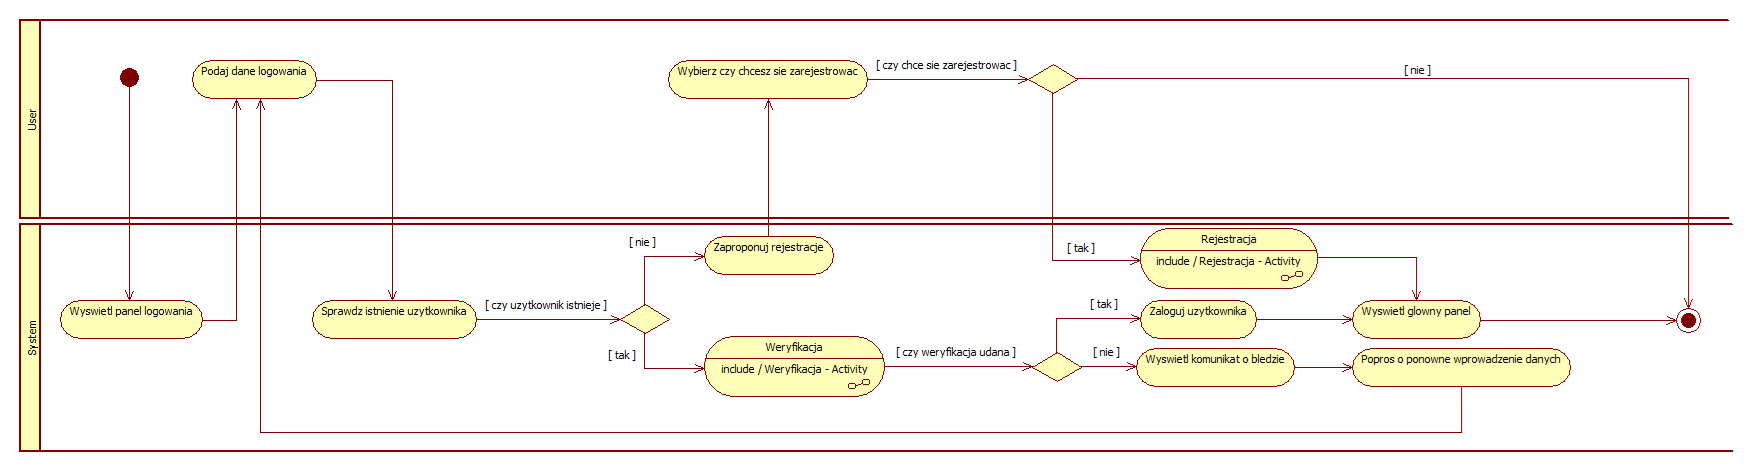 User
Podaj dane logowania
Wybierz czy chcesz sie zarejestrowac
[ czy chce sie zarejestrowac ]
[ nie ]
System
Wyswietl panel logowania
Sprawdz istnienie uzytkownika
[ czy uzytkownik istnieje ]
[ nie ]
Zaproponuj rejestracje
[ tak ]
Rejestracja
include / Rejestracja - Activity
[ tak ]
Weryfikacja
include / Weryfikacja - Activity
[ czy weryfikacja udana ]
[ tak ]
Zaloguj uzytkownika
Wyswietl glowny panel
[ nie ]
Wyswietl komunikat o bledzie
Popros o ponowne wprowadzenie danych